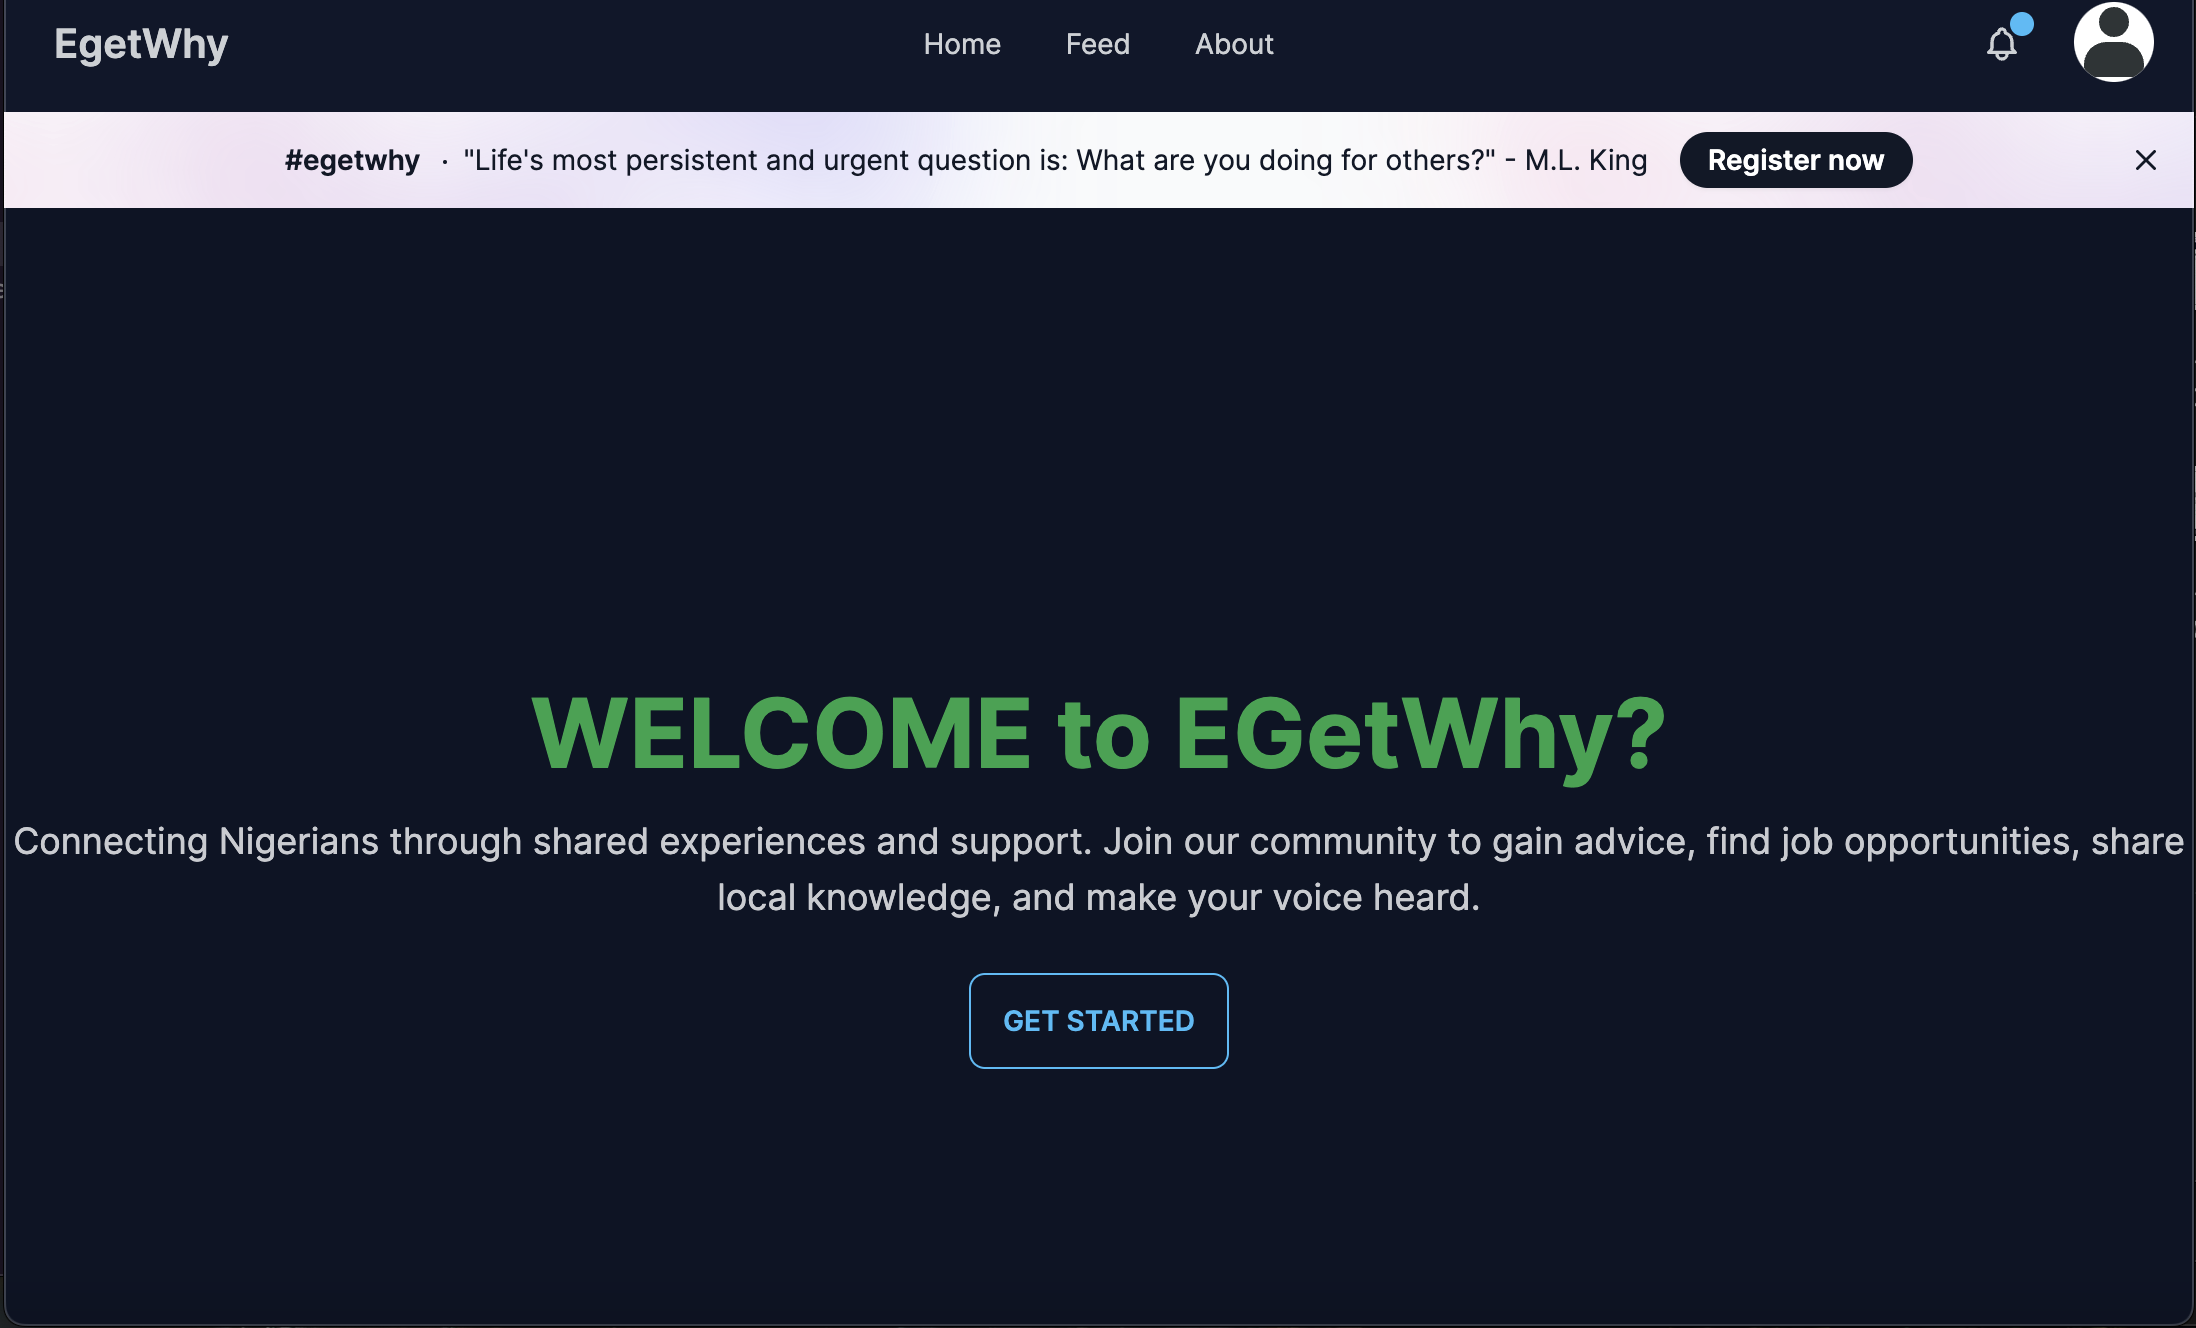 EgetWhy
Home Feed About
#egetwhy · "Life's most persistent and urgent question is: What are you doing for others?" - M.L. King Register now
WELCOME to EGetWhy?
Connecting Nigerians through shared experiences and support. Join our community to gain advice, find job opportunities, share
local knowledge, and make your voice heard.
GET STARTED